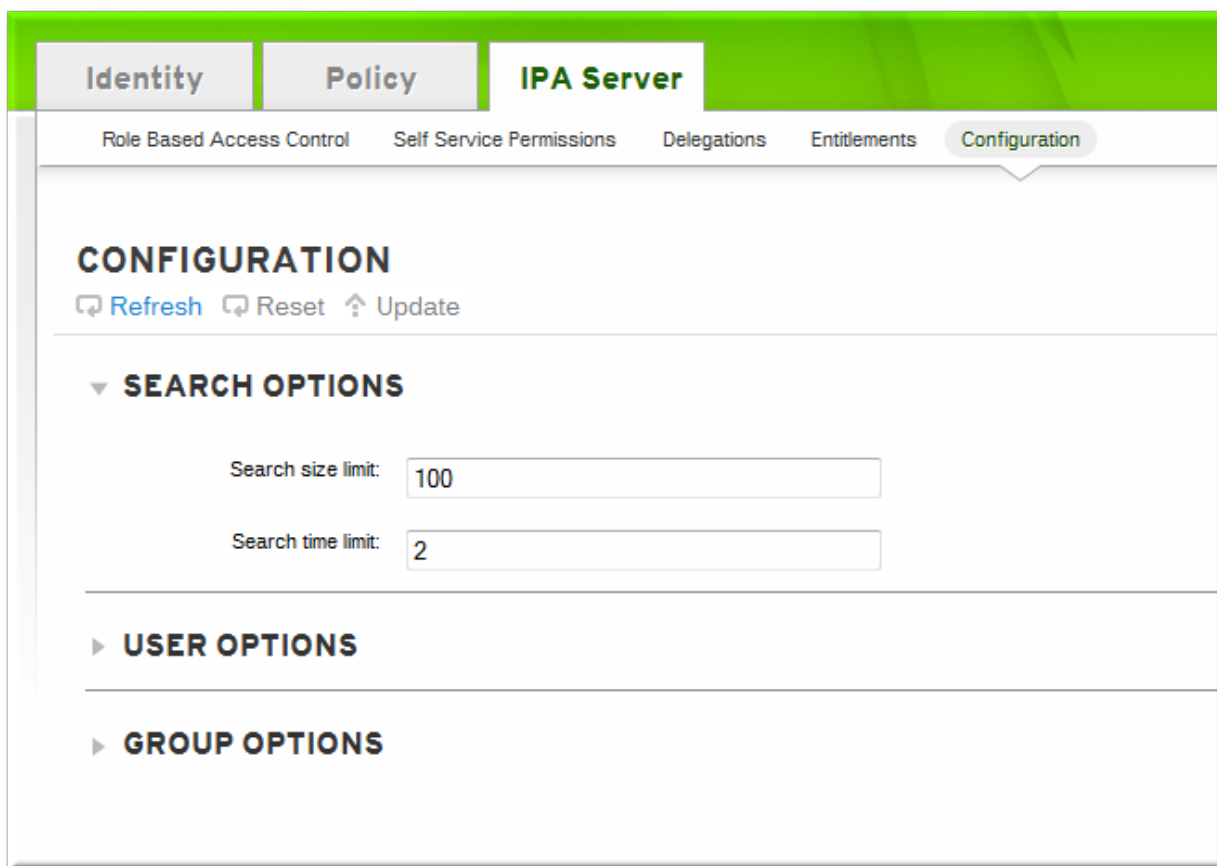 Identity Policy IPA Server
Role Based Access Control Self Service Permissions Delegations Entitlements Configuration
CONFIGURATION
Refresh Reset Update
SEARCH OPTIONS
Search size limit: 100
Search time limit: 2
USER OPTIONS
GROUP OPTIONS